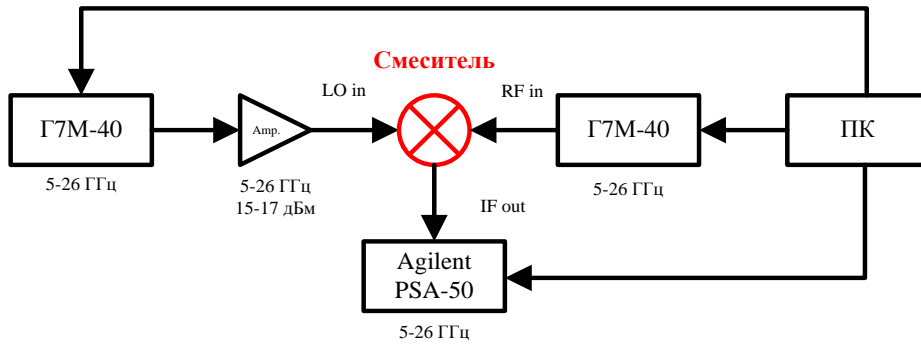 Смеситель
LO in
RF in
Г7М-40
Amp.
Г7М-40
ПК
5-26 ГГц
5-26 ГГц
15-17 дБм
5-26 ГГц
IF out
Agilent
PSA-50
5-26 ГГц